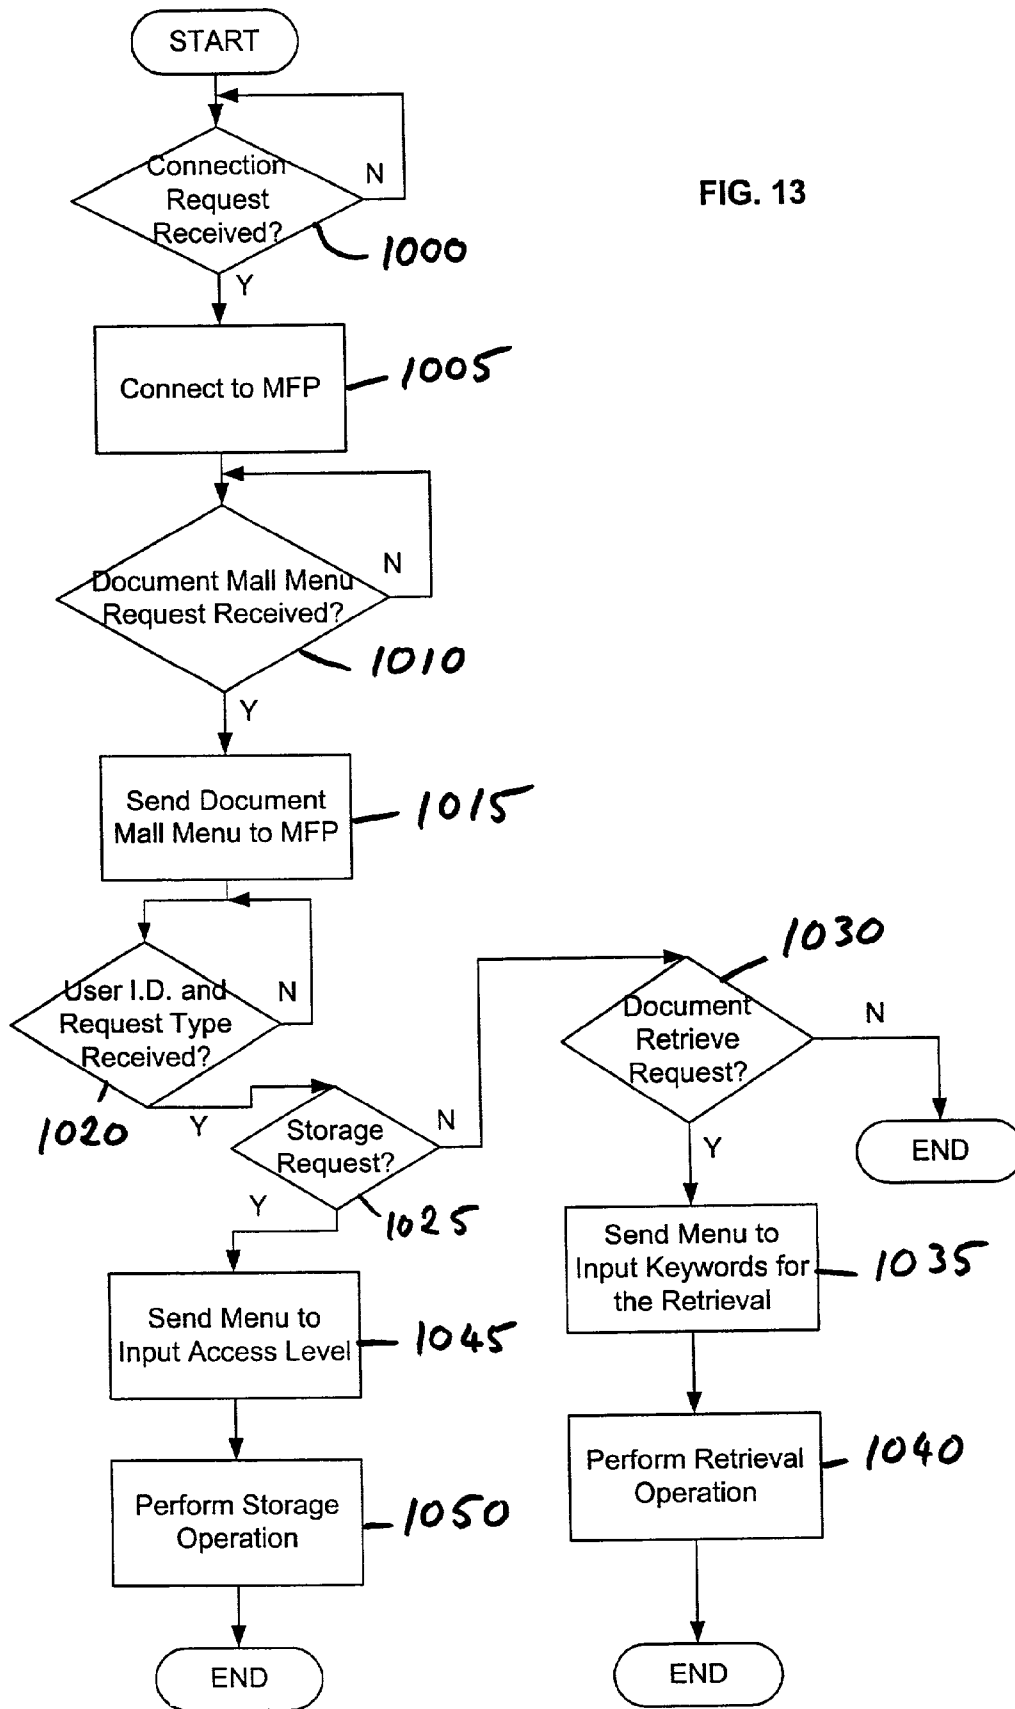 START
Connection
Request
Received?
N
1000
Y
FIG. 13
Connect to MFP
1005
Document Mall Menu
Request Received?
N
1010
Y
Send Document
Mall Menu to MFP
1015
User I.D. and
Request Type
Received?
N
1020
Y
Storage
Request?
N
1025
Y
1030
Document
Retrieve
Request?
N
END
Y
Send Menu to
Input Keywords for
the Retrieval
1035
Send Menu to
Input Access Level
1045
Perform Retrieval
Operation
1040
Perform Storage
Operation
1050
END
END